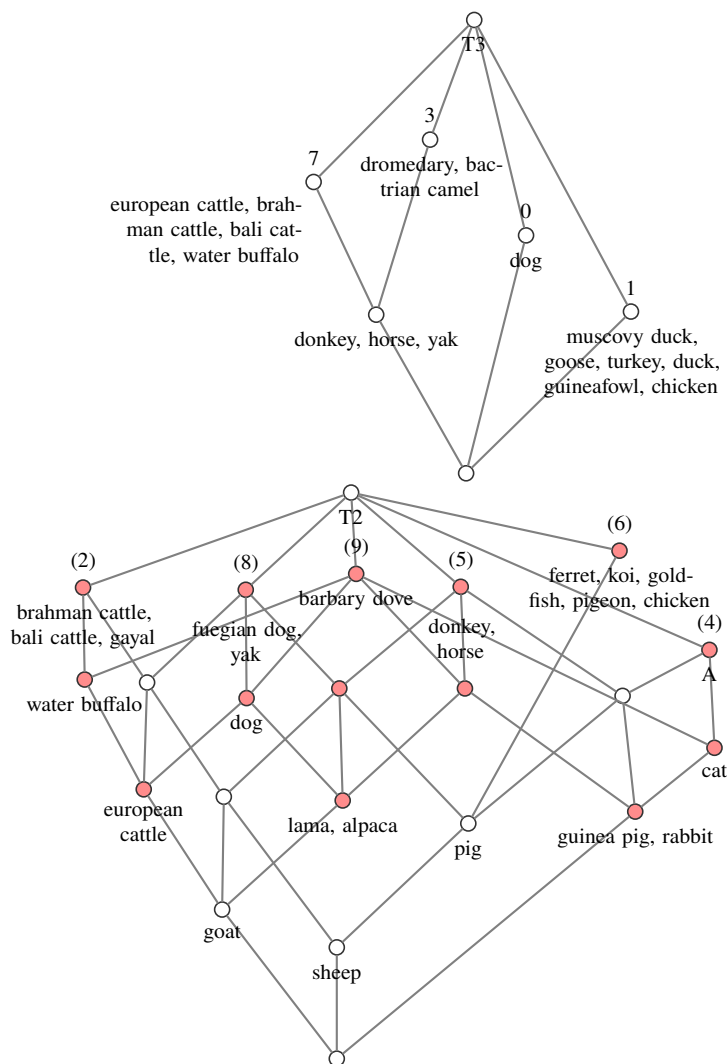 T3
3
dromedary, bac-
trian camel
7
european cattle, brah-
man cattle, bali cat-
tle, water buffalo
0
dog
1
muscovy duck,
goose, turkey, duck,
guineafowl, chicken
donkey, horse, yak
T2
(2)
brahman cattle,
bali cattle, gayal
(8)
fuegian dog,
yak
(9)
barbary dove
(5)
donkey,
horse
(6)
ferret, koi, gold-
fish, pigeon, chicken
(4)
A
water buffalo
dog
cat
european
cattle
lama, alpaca
pig
guinea pig, rabbit
goat
sheep